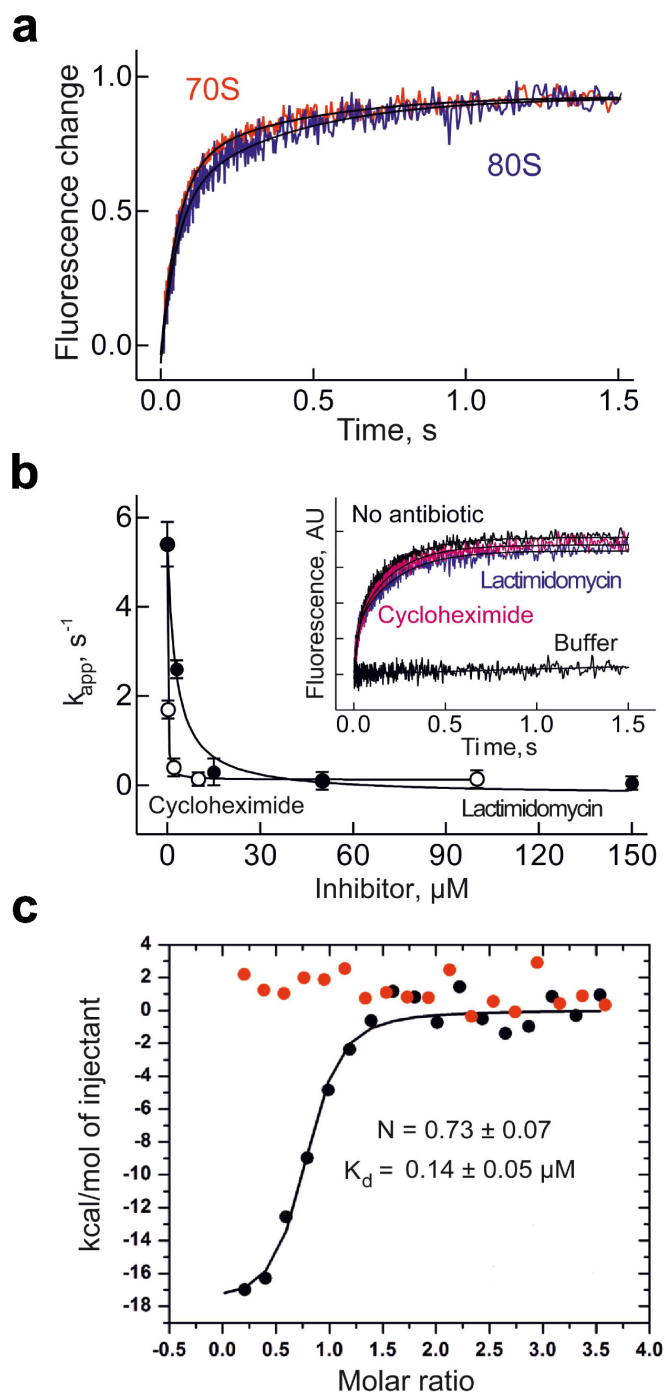 a
1.0
0.5
0.0
Fluorescence change
70S
80S
0.0
0.5
1.0
1.5
Time, s
b
6
4
2
0
k_app, s⁻¹
Cycloheximide
Lactimidomycin
0
30
60
90
120
150
Inhibitor, µM
Fluorescence, AU
No antibiotic
Lactimidomycin
Cycloheximide
Buffer
0.0
0.5
1.0
1.5
Time, s
c
4
2
0
-2
-4
-6
-8
-10
-12
-14
-16
-18
kcal/mol of injectant
N = 0.73 ± 0.07
K_d = 0.14 ± 0.05 µM
-0.5
0.0
0.5
1.0
1.5
2.0
2.5
3.0
3.5
4.0
Molar ratio